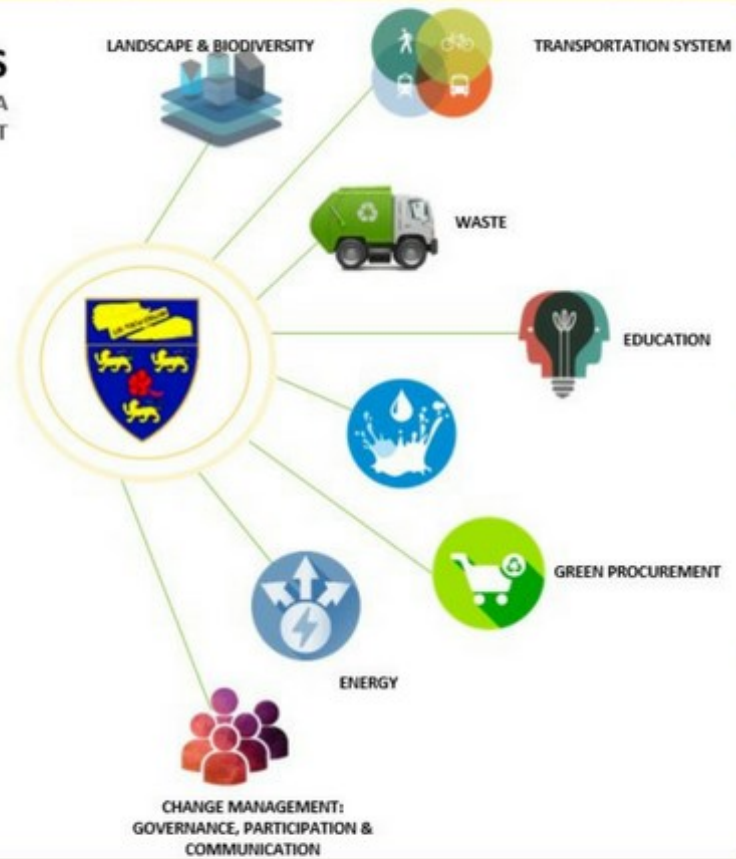 S
A
T
LANDSCAPE & BIODIVERSITY
TRANSPORTATION SYSTEM
WASTE
EDUCATION
GREEN PROCUREMENT
ENERGY
CHANGE MANAGEMENT:
GOVERNANCE, PARTICIPATION &
COMMUNICATION